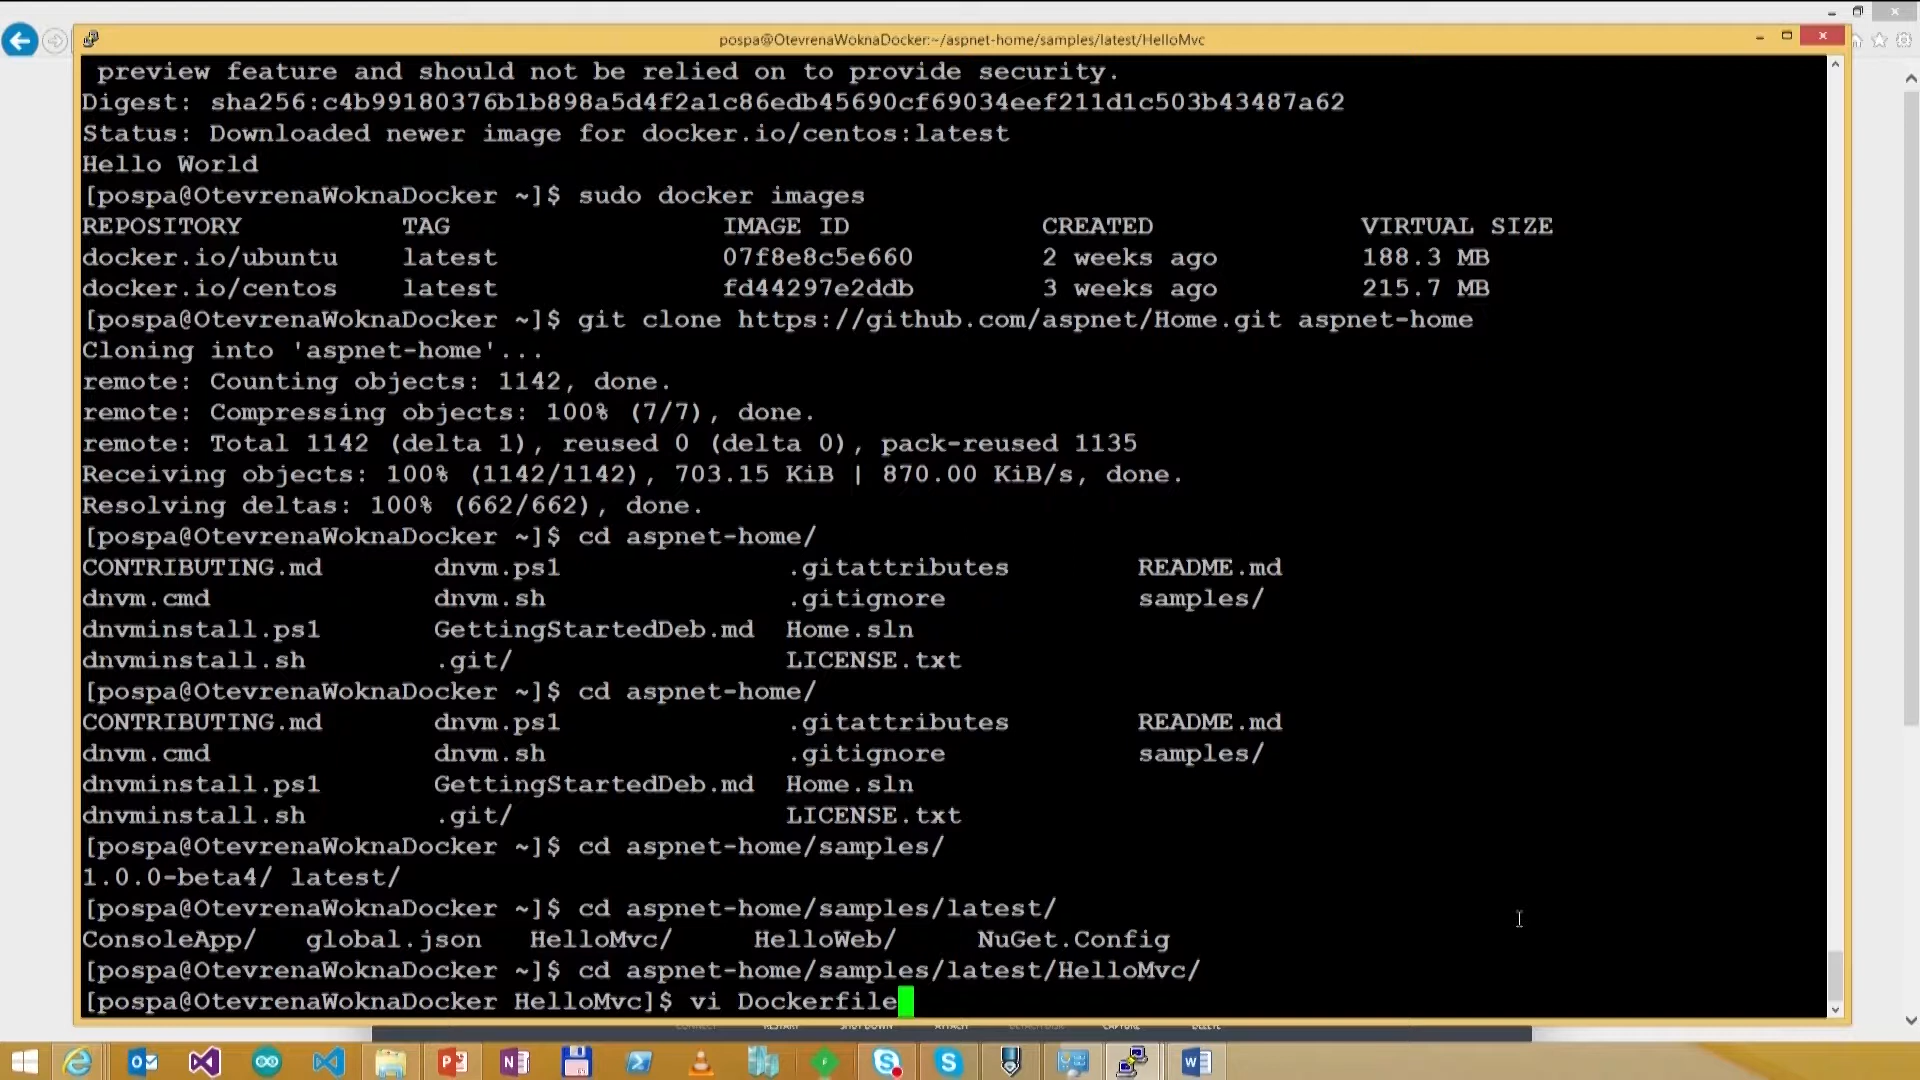 pospa@OtevrenaWoknaDocker:~/aspnet-home/samples/latest/HelloMvc
preview feature and should not be relied on to provide security.
Digest: sha256:c4b99180376b1b898a5d4f2a1c86edb45690cf69034eef211d1c503b43487a62
Status: Downloaded newer image for docker.io/centos:latest
Hello World
[pospa@OtevrenaWoknaDocker ~]$ sudo docker images
REPOSITORY TAG IMAGE ID CREATED VIRTUAL SIZE
docker.io/ubuntu latest 07f8e8c5e660 2 weeks ago 188.3 MB
docker.io/centos latest fd44297e2ddb 3 weeks ago 215.7 MB
[pospa@OtevrenaWoknaDocker ~]$ git clone https://github.com/aspnet/Home.git aspnet-home
Cloning into 'aspnet-home'...
remote: Counting objects: 1142, done.
remote: Compressing objects: 100% (7/7), done.
remote: Total 1142 (delta 1), reused 0 (delta 0), pack-reused 1135
Receiving objects: 100% (1142/1142), 703.15 KiB | 870.00 KiB/s, done.
Resolving deltas: 100% (662/662), done.
[pospa@OtevrenaWoknaDocker ~]$ cd aspnet-home/
CONTRIBUTING.md dnvm.ps1 .gitattributes README.md
dnvm.cmd dnvm.sh .gitignore samples/
dnvminstall.ps1 GettingStartedDeb.md Home.sln
dnvminstall.sh .git/ LICENSE.txt
[pospa@OtevrenaWoknaDocker ~]$ cd aspnet-home/
CONTRIBUTING.md dnvm.ps1 .gitattributes README.md
dnvm.cmd dnvm.sh .gitignore samples/
dnvminstall.ps1 GettingStartedDeb.md Home.sln
dnvminstall.sh .git/ LICENSE.txt
[pospa@OtevrenaWoknaDocker ~]$ cd aspnet-home/samples/
1.0.0-beta4/ latest/
[pospa@OtevrenaWoknaDocker ~]$ cd aspnet-home/samples/latest/
ConsoleApp/ global.json HelloMvc/ HelloWeb/ NuGet.Config
[pospa@OtevrenaWoknaDocker ~]$ cd aspnet-home/samples/latest/HelloMvc/
[pospa@OtevrenaWoknaDocker HelloMvc]$ vi Dockerfile